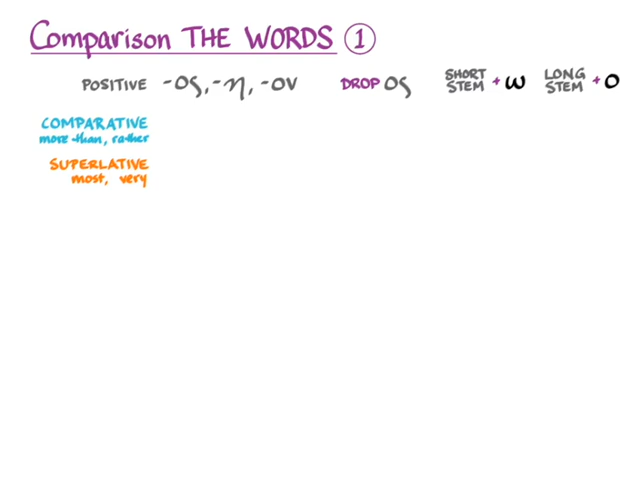 Comparison THE WORDS ①
POSITIVE -ος, -η, -ον DROP ος SHORT STEM + ω LONG STEM + ο
COMPARATIVE
more than, rather
SUPERLATIVE
most, very